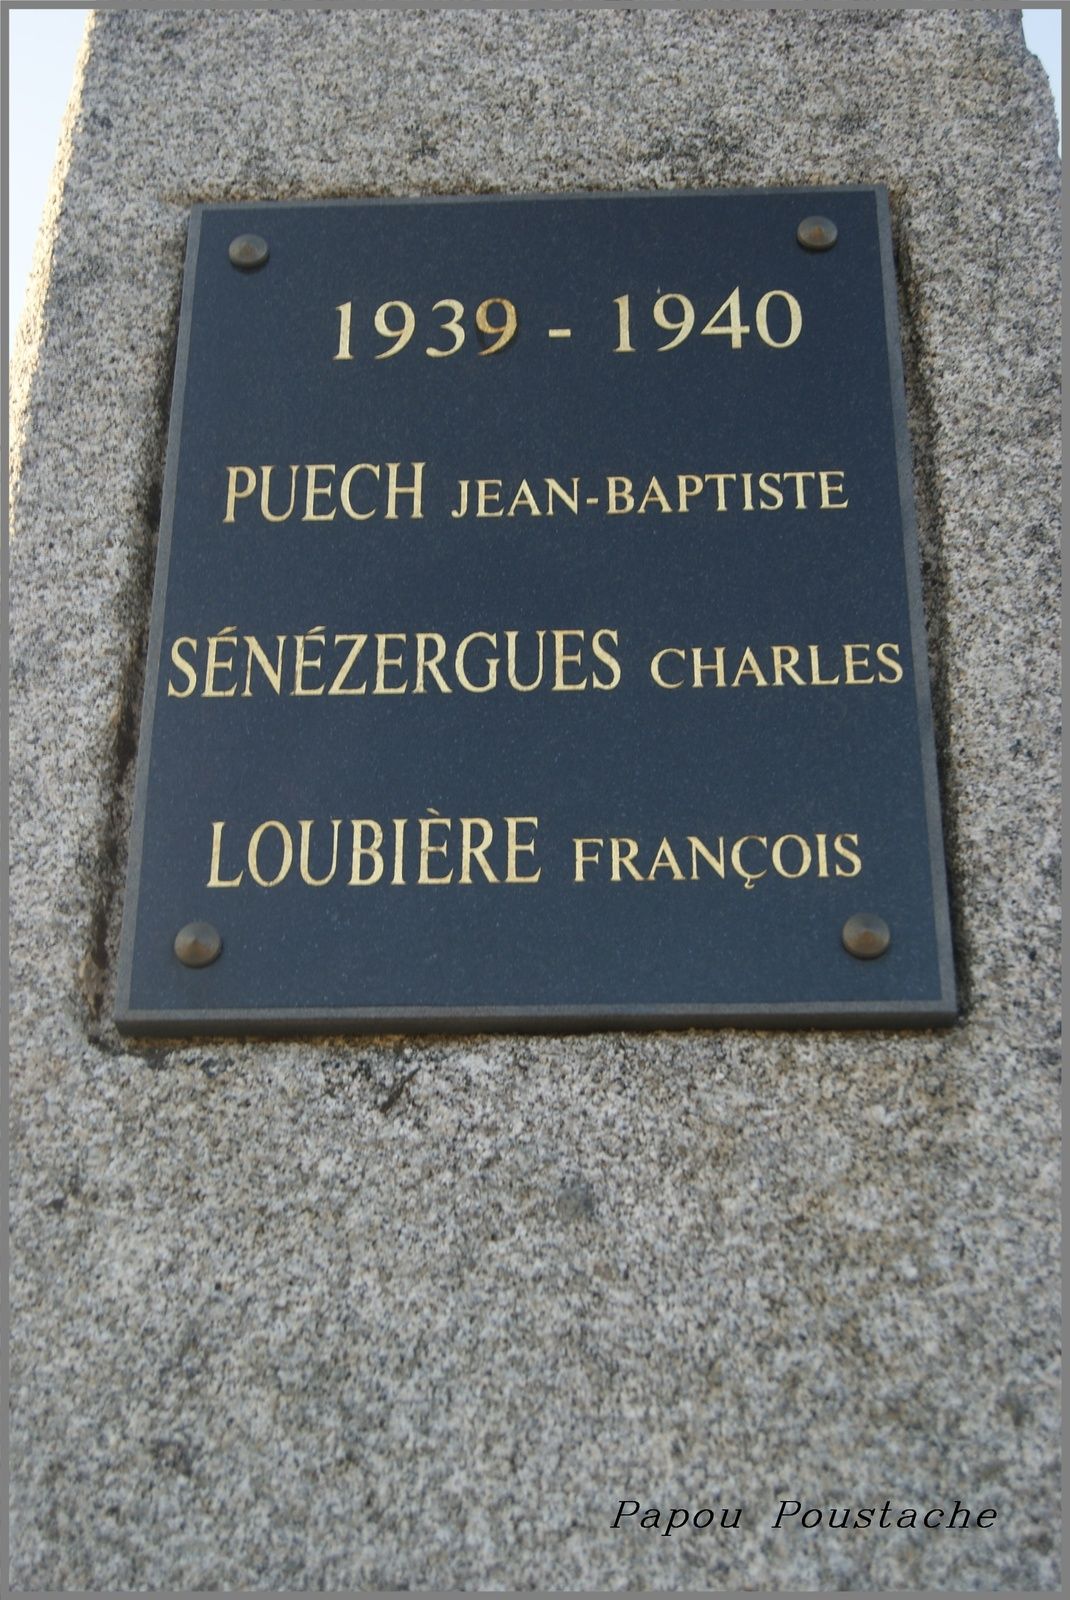 1939 - 1940
PUECH JEAN-BAPTISTE
SÉNÉZERGUES CHARLES
LOUBIÈRE FRANÇOIS
Papou Poustache